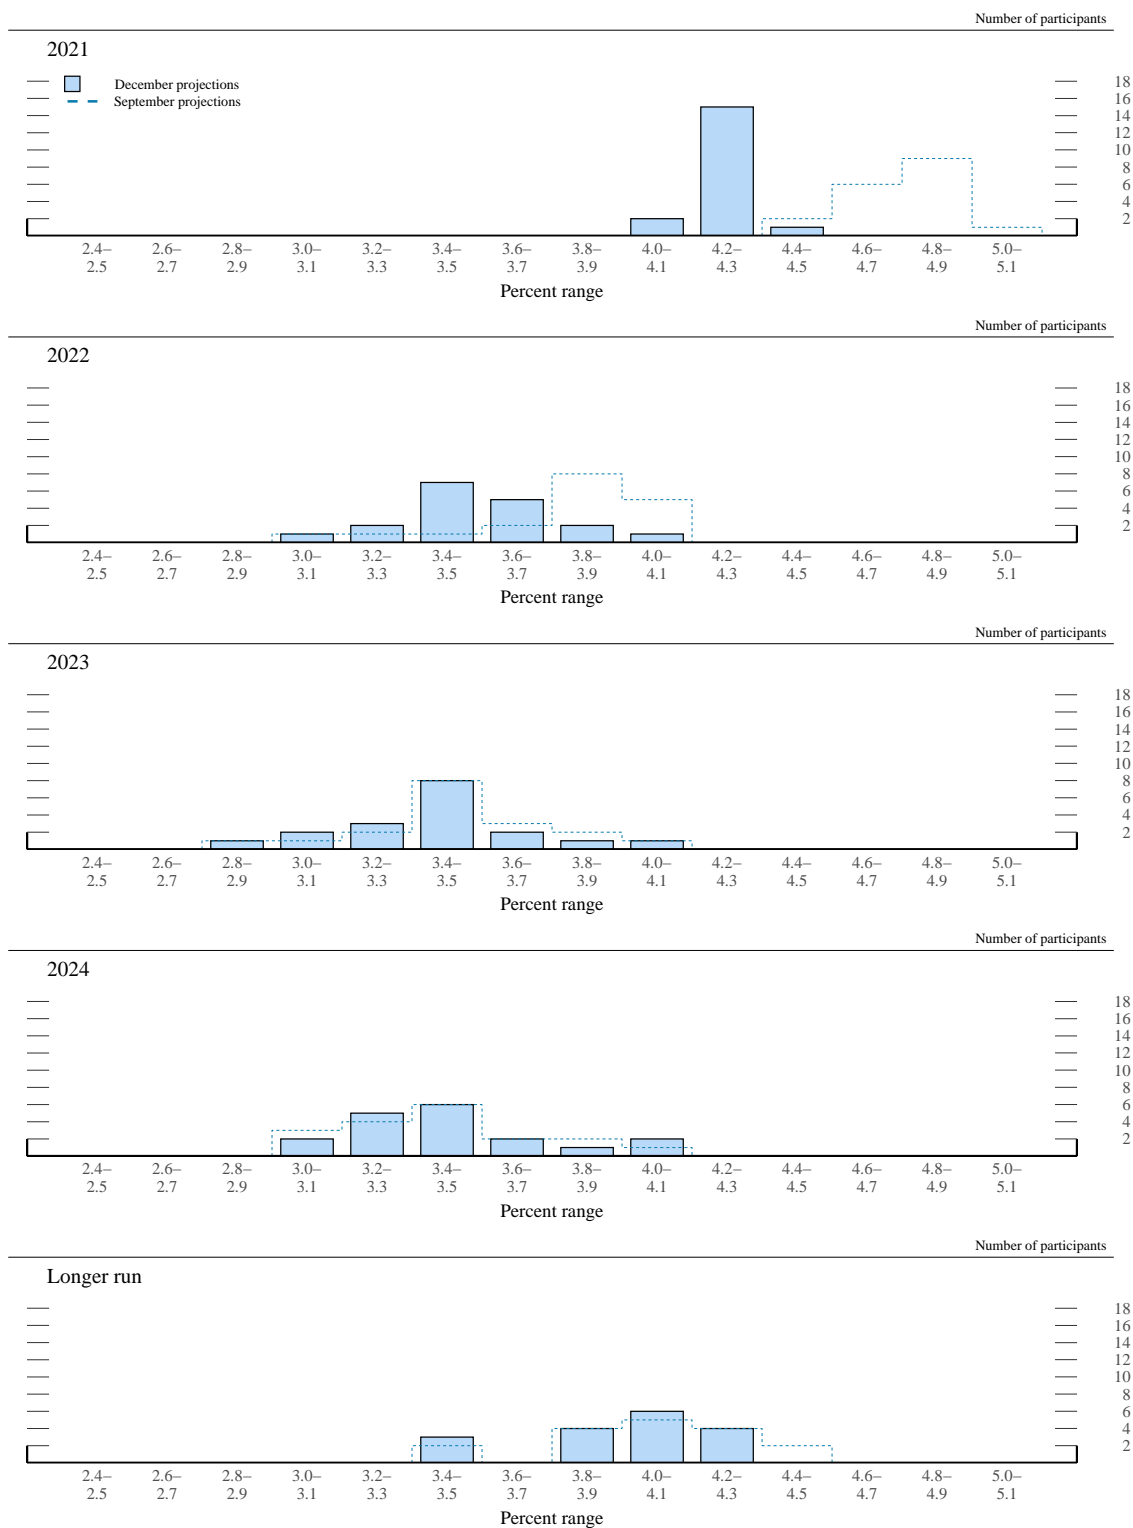 Number of participants
2021
December projections
September projections
18
16
14
12
10
8
6
4
2
2.4– 2.6– 2.8– 3.0– 3.2– 3.4– 3.6– 3.8– 4.0– 4.2– 4.4– 4.6– 4.8– 5.0–
2.5 2.7 2.9 3.1 3.3 3.5 3.7 3.9 4.1 4.3 4.5 4.7 4.9 5.1
Percent range
Number of participants
2022
18
16
14
12
10
8
6
4
2
2.4– 2.6– 2.8– 3.0– 3.2– 3.4– 3.6– 3.8– 4.0– 4.2– 4.4– 4.6– 4.8– 5.0–
2.5 2.7 2.9 3.1 3.3 3.5 3.7 3.9 4.1 4.3 4.5 4.7 4.9 5.1
Percent range
Number of participants
2023
18
16
14
12
10
8
6
4
2
2.4– 2.6– 2.8– 3.0– 3.2– 3.4– 3.6– 3.8– 4.0– 4.2– 4.4– 4.6– 4.8– 5.0–
2.5 2.7 2.9 3.1 3.3 3.5 3.7 3.9 4.1 4.3 4.5 4.7 4.9 5.1
Percent range
Number of participants
2024
18
16
14
12
10
8
6
4
2
2.4– 2.6– 2.8– 3.0– 3.2– 3.4– 3.6– 3.8– 4.0– 4.2– 4.4– 4.6– 4.8– 5.0–
2.5 2.7 2.9 3.1 3.3 3.5 3.7 3.9 4.1 4.3 4.5 4.7 4.9 5.1
Percent range
Number of participants
Longer run
18
16
14
12
10
8
6
4
2
2.4– 2.6– 2.8– 3.0– 3.2– 3.4– 3.6– 3.8– 4.0– 4.2– 4.4– 4.6– 4.8– 5.0–
2.5 2.7 2.9 3.1 3.3 3.5 3.7 3.9 4.1 4.3 4.5 4.7 4.9 5.1
Percent range